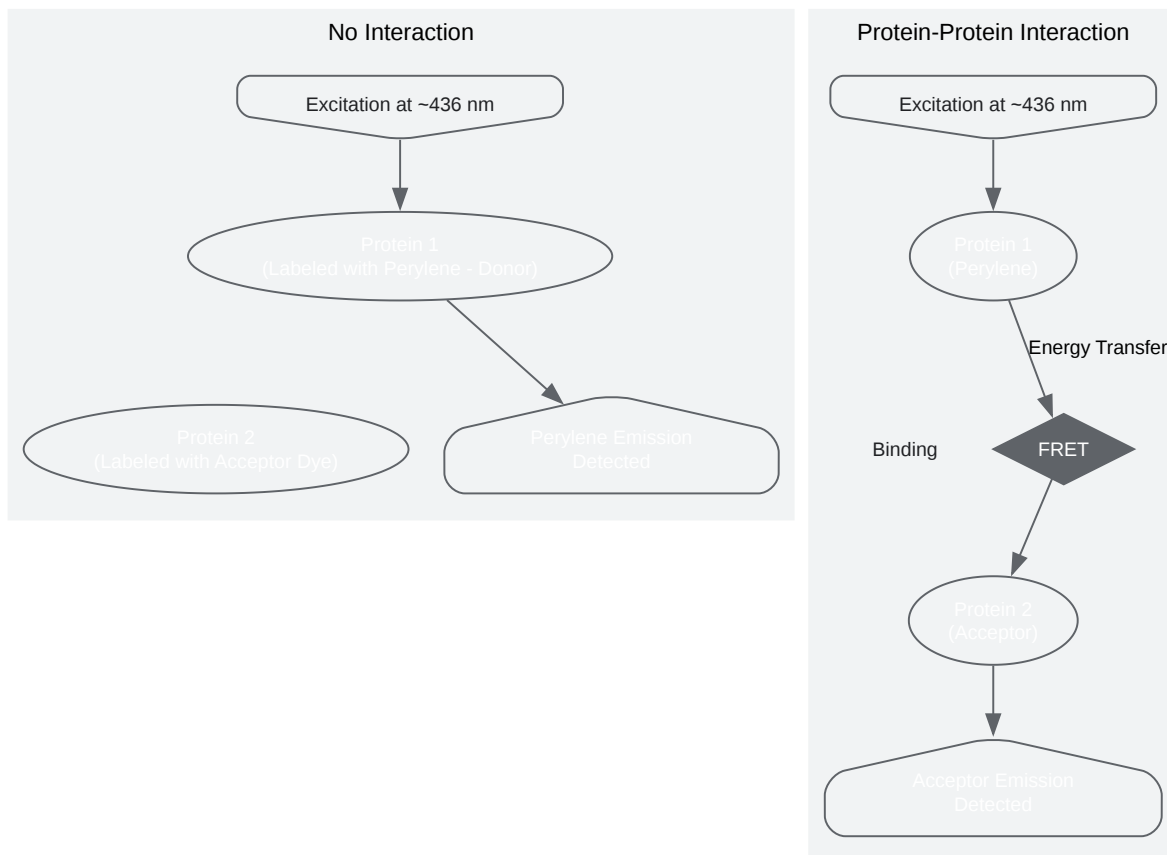 No Interaction
Excitation at ~436 nm
Protein 1
(Labeled with Perylene - Donor)
Protein 2
(Labeled with Acceptor Dye)
Perylene Emission
Detected
Protein-Protein Interaction
Excitation at ~436 nm
Protein 1
(Perylene)
Energy Transfer
Binding
FRET
Protein 2
(Acceptor)
Acceptor Emission
Detected